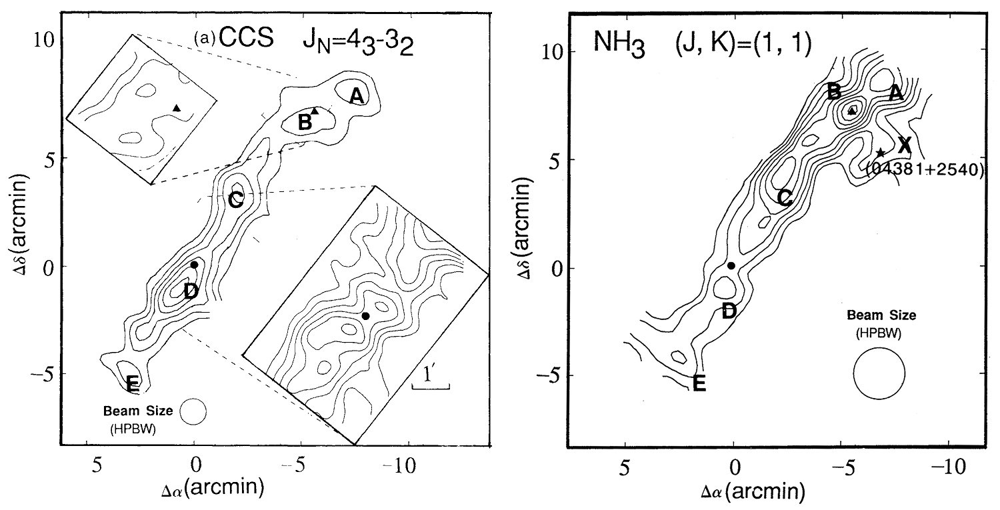 (a) CCS J_N=4_3-3_2
10
5
0
−5
Δδ(arcmin)
A
B
C
D
E
1′
Beam Size
(HPBW)
5 0 −5 −10
Δα(arcmin)
NH3 (J, K)=(1, 1)
10
5
0
−5
Δδ(arcmin)
B
A
X
(04381+2540)
C
D
E
Beam Size
(HPBW)
5 0 −5 −10
Δα(arcmin)